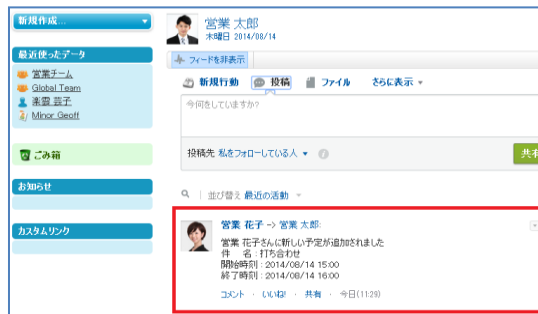 新規作成...
最近使ったデータ
営業チーム
Global Team
楽雲 芸子
Minor Geoff
ごみ箱
お知らせ
カスタムリンク
営業 太郎
木曜日 2014/08/14
フィードを非表示
新規行動 投稿 ファイル さらに表示
今何をしていますか?
投稿先 私をフォローしている人
共有
並び替え 最近の活動
営業 花子 -> 営業 太郎:
営業 花子さんに新しい予定が追加されました
件　名 : 打ち合わせ
開始時刻 : 2014/08/14 15:00
終了時刻 : 2014/08/14 16:00
コメント · いいね! · 共有 · 今日(11:29)